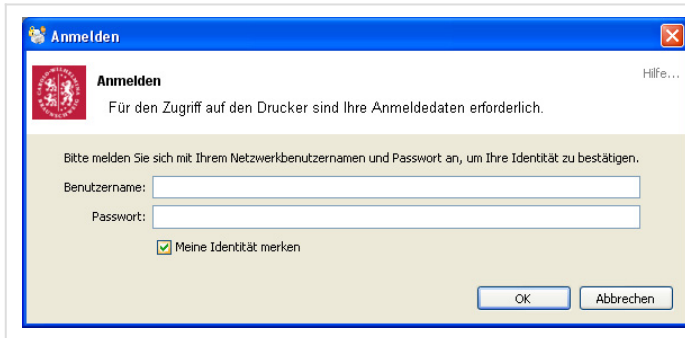 Anmelden
Anmelden
Hilfe...
Für den Zugriff auf den Drucker sind Ihre Anmeldedaten erforderlich.
Bitte melden Sie sich mit Ihrem Netzwerkbenutzernamen und Passwort an, um Ihre Identität zu bestätigen.
Benutzername:
Passwort:
Meine Identität merken
OK
Abbrechen